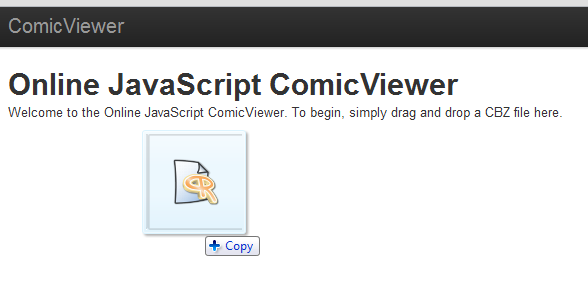 ComicViewer
Online JavaScript ComicViewer
Welcome to the Online JavaScript ComicViewer. To begin, simply drag and drop a CBZ file here.
Copy